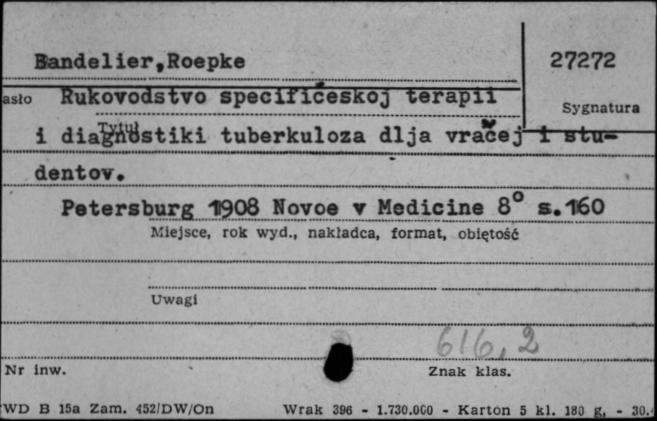 Bandelier,Roepke
27272
asło Rukovodstvo specifičeskoj terapii
Sygnatura
Tytuł
i diagnostiki tuberkuloza dlja vračej i stu-
dentov.
Petersburg 1908 Novoe v Medicine 8° s.160
Miejsce, rok wyd., nakładca, format, obiętość
Uwagi
616,2
Nr inw.
Znak klas.
WD B 15a Zam. 452/DW/On Wrak 396 - 1.730.000 - Karton 5 kl. 180 g, - 30.